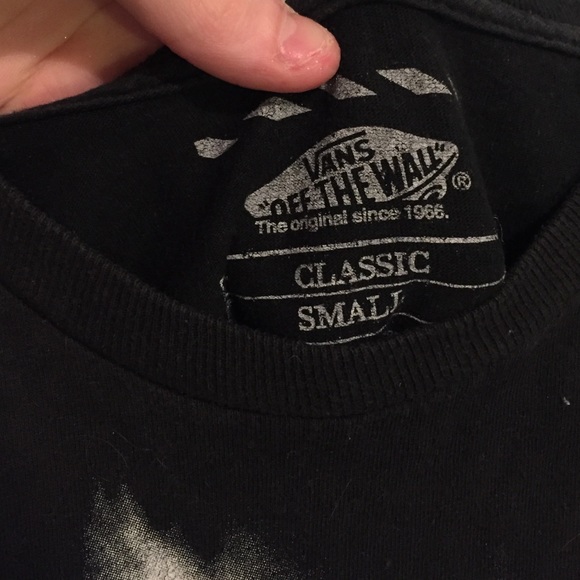 VANS
"OFF THE WALL"
®
The original since 1966.
CLASSIC
SMALL